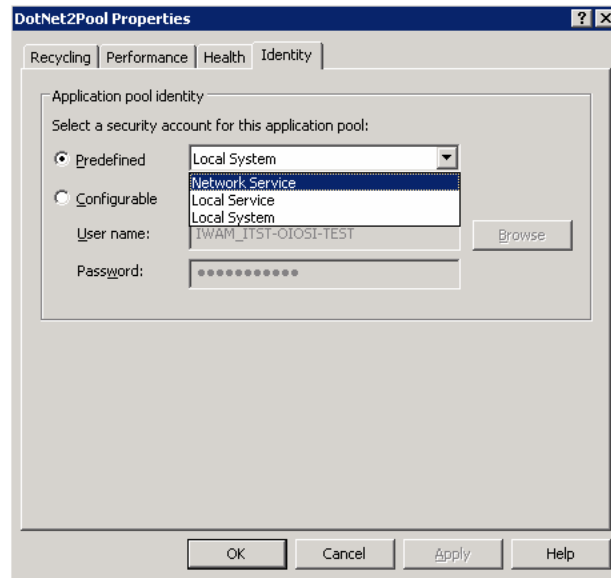 DotNet2Pool Properties
Recycling Performance Health Identity
Application pool identity
Select a security account for this application pool:
Predefined Local System
Network Service
Configurable Local Service
Local System
User name: IWAM_ITST-OIOSI-TEST Browse
Password: ●●●●●●●●●●●
OK Cancel Apply Help